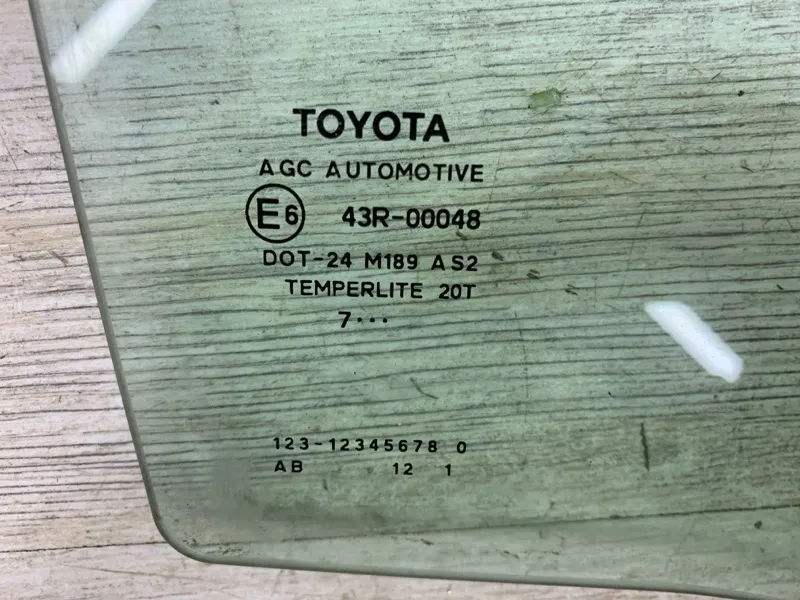 TOYOTA
AGC AUTOMOTIVE
E6 43R-00048
DOT-24 M189 AS2
TEMPERLITE 20T
7...
123-12345678 0
AB 12 1